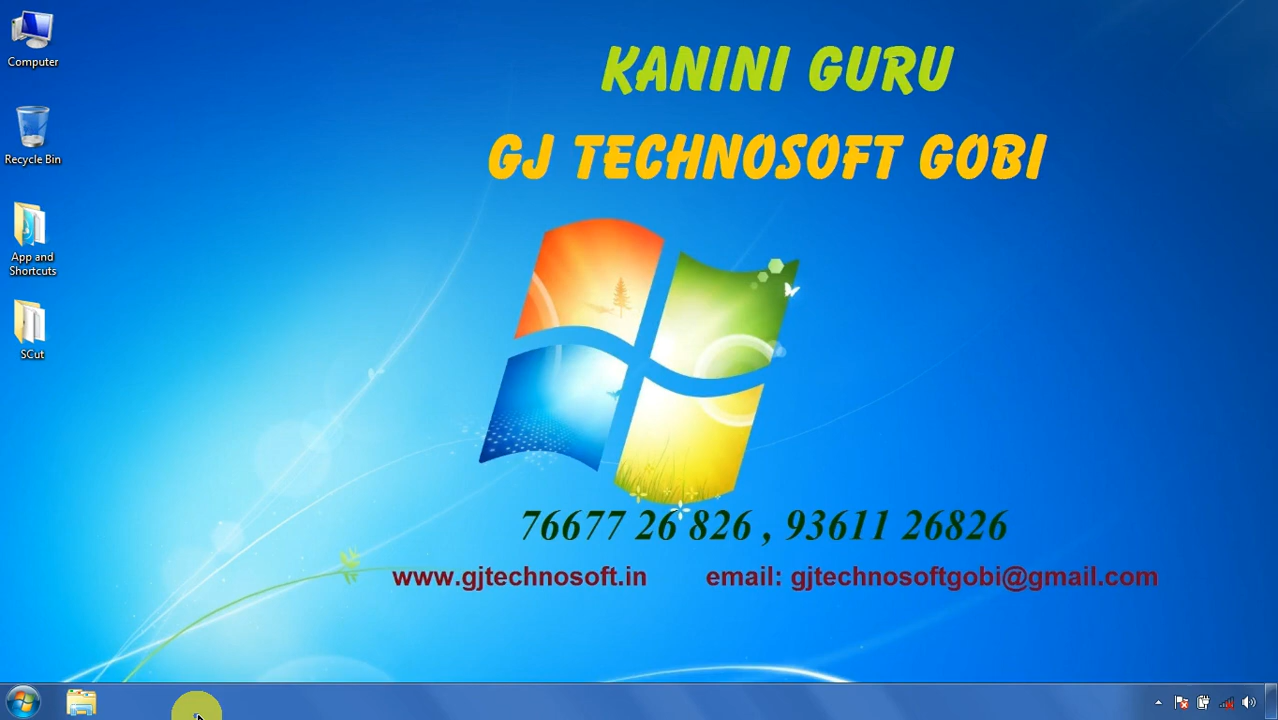 Computer
Recycle Bin
App and
Shortcuts
SCut
KANINI GURU
GJ TECHNOSOFT GOBI
76677 26 826 , 93611 26826
www.gjtechnosoft.in email: gjtechnosoftgobi@gmail.com